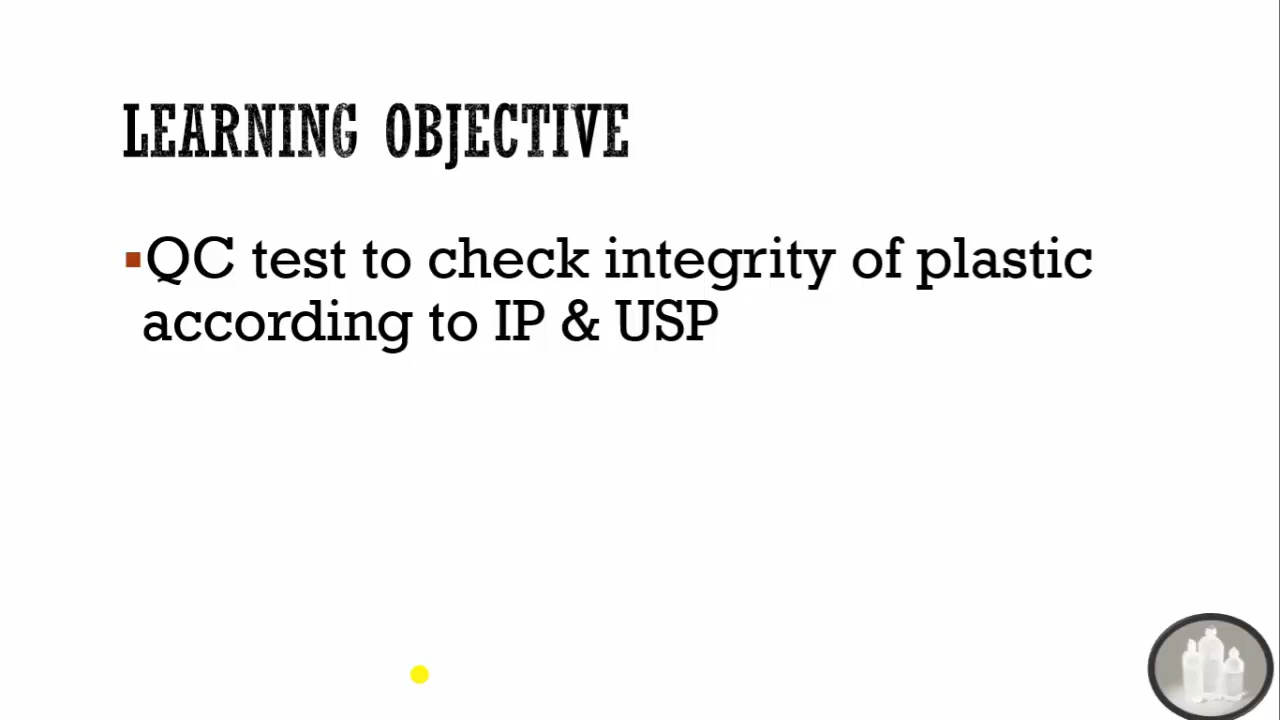 LEARNING OBJECTIVE
▪QC test to check integrity of plastic
according to IP & USP